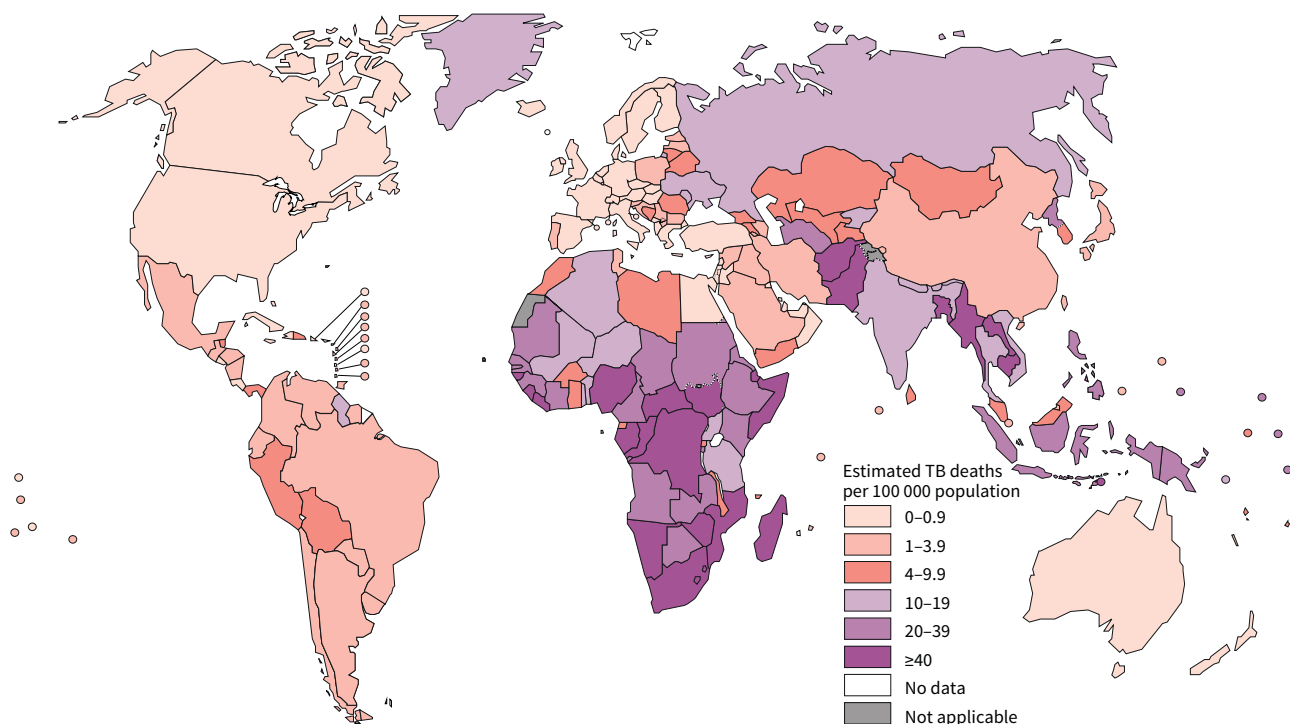 Estimated TB deaths
per 100 000 population
0–0.9
1–3.9
4–9.9
10–19
20–39
≥40
No data
Not applicable